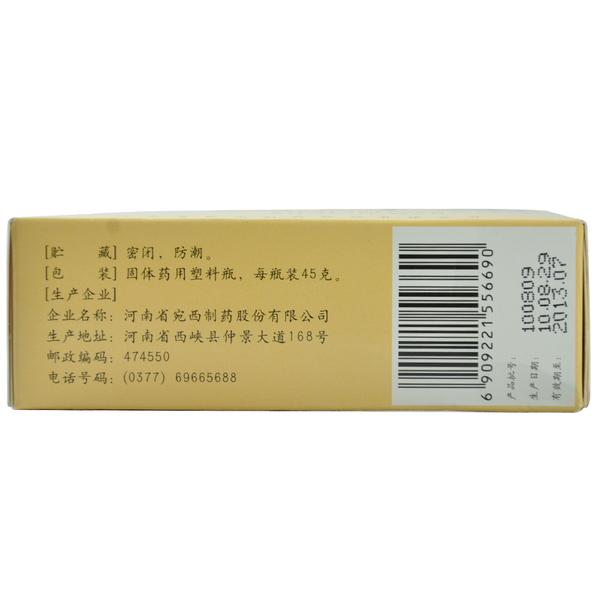 [贮　　藏] 密闭，防潮。
[包　　装] 固体药用塑料瓶，每瓶装45克。
[生产企业]
企业名称：河南省宛西制药股份有限公司
生产地址：河南省西峡县仲景大道168号
邮政编码：474550
电话号码：(0377) 69665688
6 909221 556690
产品批号： 100809
生产日期： 10.08.29
有效期至： 2013.07